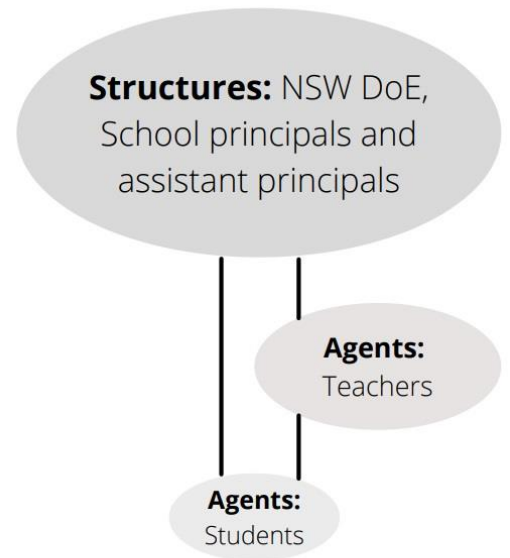 Structures: NSW DoE,
School principals and
assistant principals
Agents:
Teachers
Agents:
Students